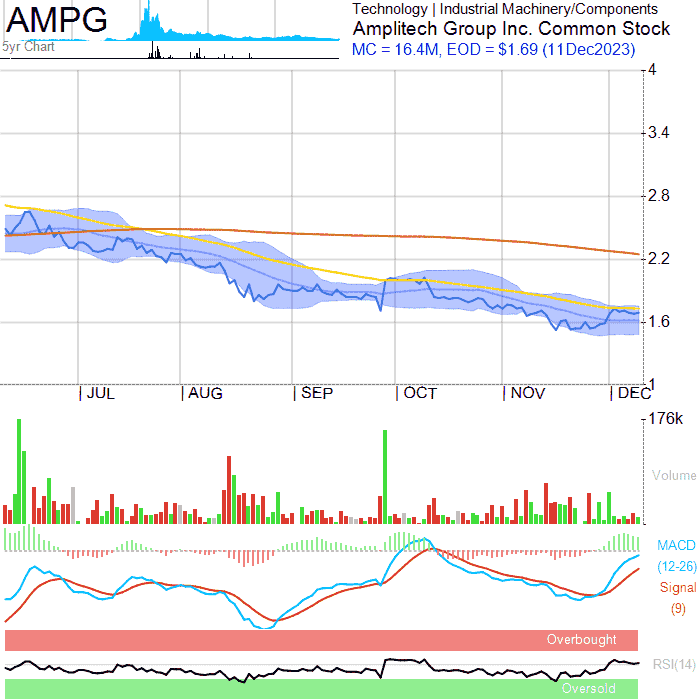 AMPG
5yr Chart
Technology | Industrial Machinery/Components
Amplitech Group Inc. Common Stock
MC = 16.4M, EOD = $1.69 (11Dec2023)
4
3.4
2.8
2.2
1.6
1
JUL
AUG
SEP
OCT
NOV
DEC
176k
Volume
MACD
(12-26)
Signal
(9)
Overbought
RSI(14)
Oversold